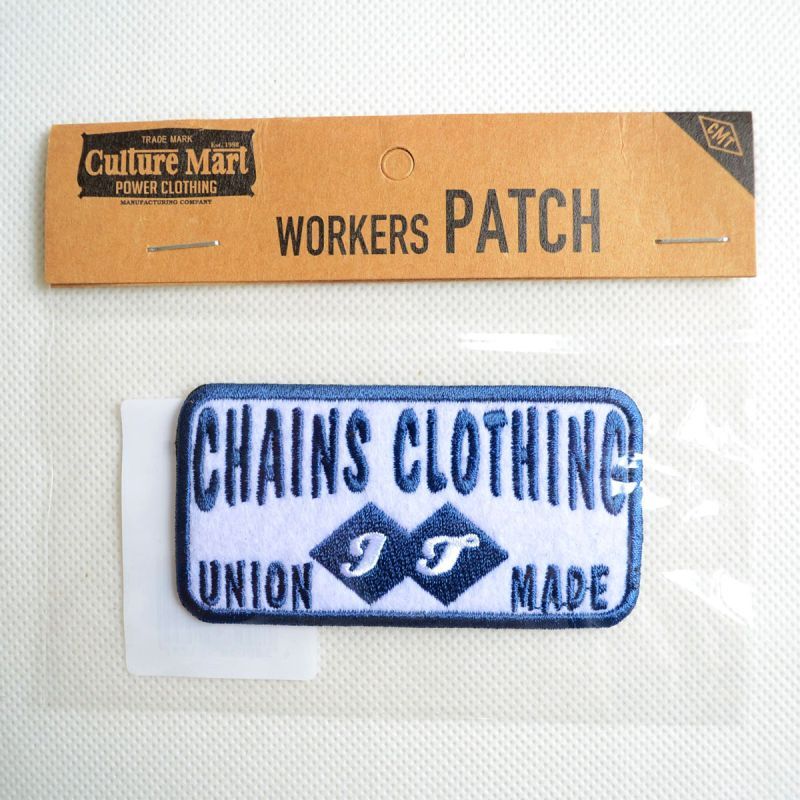 TRADE MARK
Est. 1998
Culture Mart
POWER CLOTHING
MANUFACTURING COMPANY
CMT
WORKERS PATCH
CHAINS CLOTHING
J T
UNION MADE